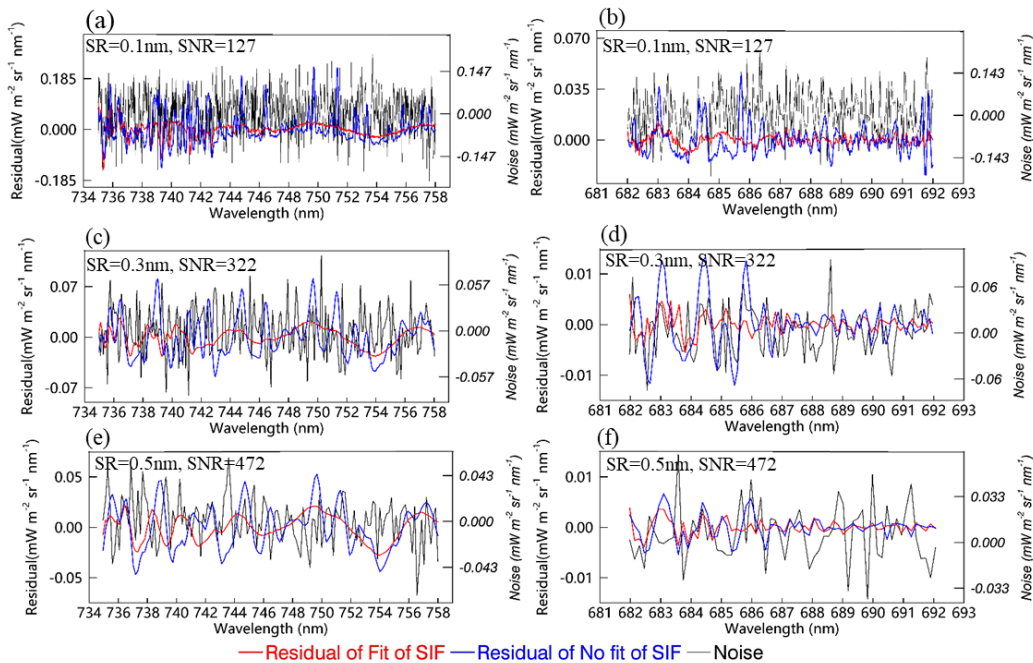 (a)
SR=0.1nm, SNR=127
Residual(mW m⁻² sr⁻¹ nm⁻¹)
0.185
0.000
-0.185
0.147
0.000
-0.147
Noise (mW m⁻² sr⁻¹ nm⁻¹)
734 736 738 740 742 744 746 748 750 752 754 756 758
Wavelength (nm)
(b)
SR=0.1nm, SNR=127
Residual(mW m⁻² sr⁻¹ nm⁻¹)
0.070
0.035
0.000
0.143
0.000
-0.143
Noise (mW m⁻² sr⁻¹ nm⁻¹)
681 682 683 684 685 686 687 688 689 690 691 692 693
Wavelength (nm)
(c)
SR=0.3nm, SNR=322
Residual(mW m⁻² sr⁻¹ nm⁻¹)
0.07
0.00
-0.07
0.057
0.000
-0.057
Noise (mW m⁻² sr⁻¹ nm⁻¹)
734 736 738 740 742 744 746 748 750 752 754 756 758
Wavelength (nm)
(d)
SR=0.3nm, SNR=322
Residual(mW m⁻² sr⁻¹ nm⁻¹)
0.01
0.00
-0.01
0.06
0.00
-0.06
Noise (mW m⁻² sr⁻¹ nm⁻¹)
681 682 683 684 685 686 687 688 689 690 691 692 693
Wavelength (nm)
(e)
SR=0.5nm, SNR=472
Residual(mW m⁻² sr⁻¹ nm⁻¹)
0.05
0.00
-0.05
0.043
0.000
-0.043
Noise (mW m⁻² sr⁻¹ nm⁻¹)
734 736 738 740 742 744 746 748 750 752 754 756 758
Wavelength (nm)
(f)
SR=0.5nm, SNR=472
Residual(mW m⁻² sr⁻¹ nm⁻¹)
0.01
0.00
-0.01
0.033
0.000
-0.033
Noise (mW m⁻² sr⁻¹ nm⁻¹)
681 682 683 684 685 686 687 688 689 690 691 692 693
Wavelength (nm)
Residual of Fit of SIF Residual of No fit of SIF Noise